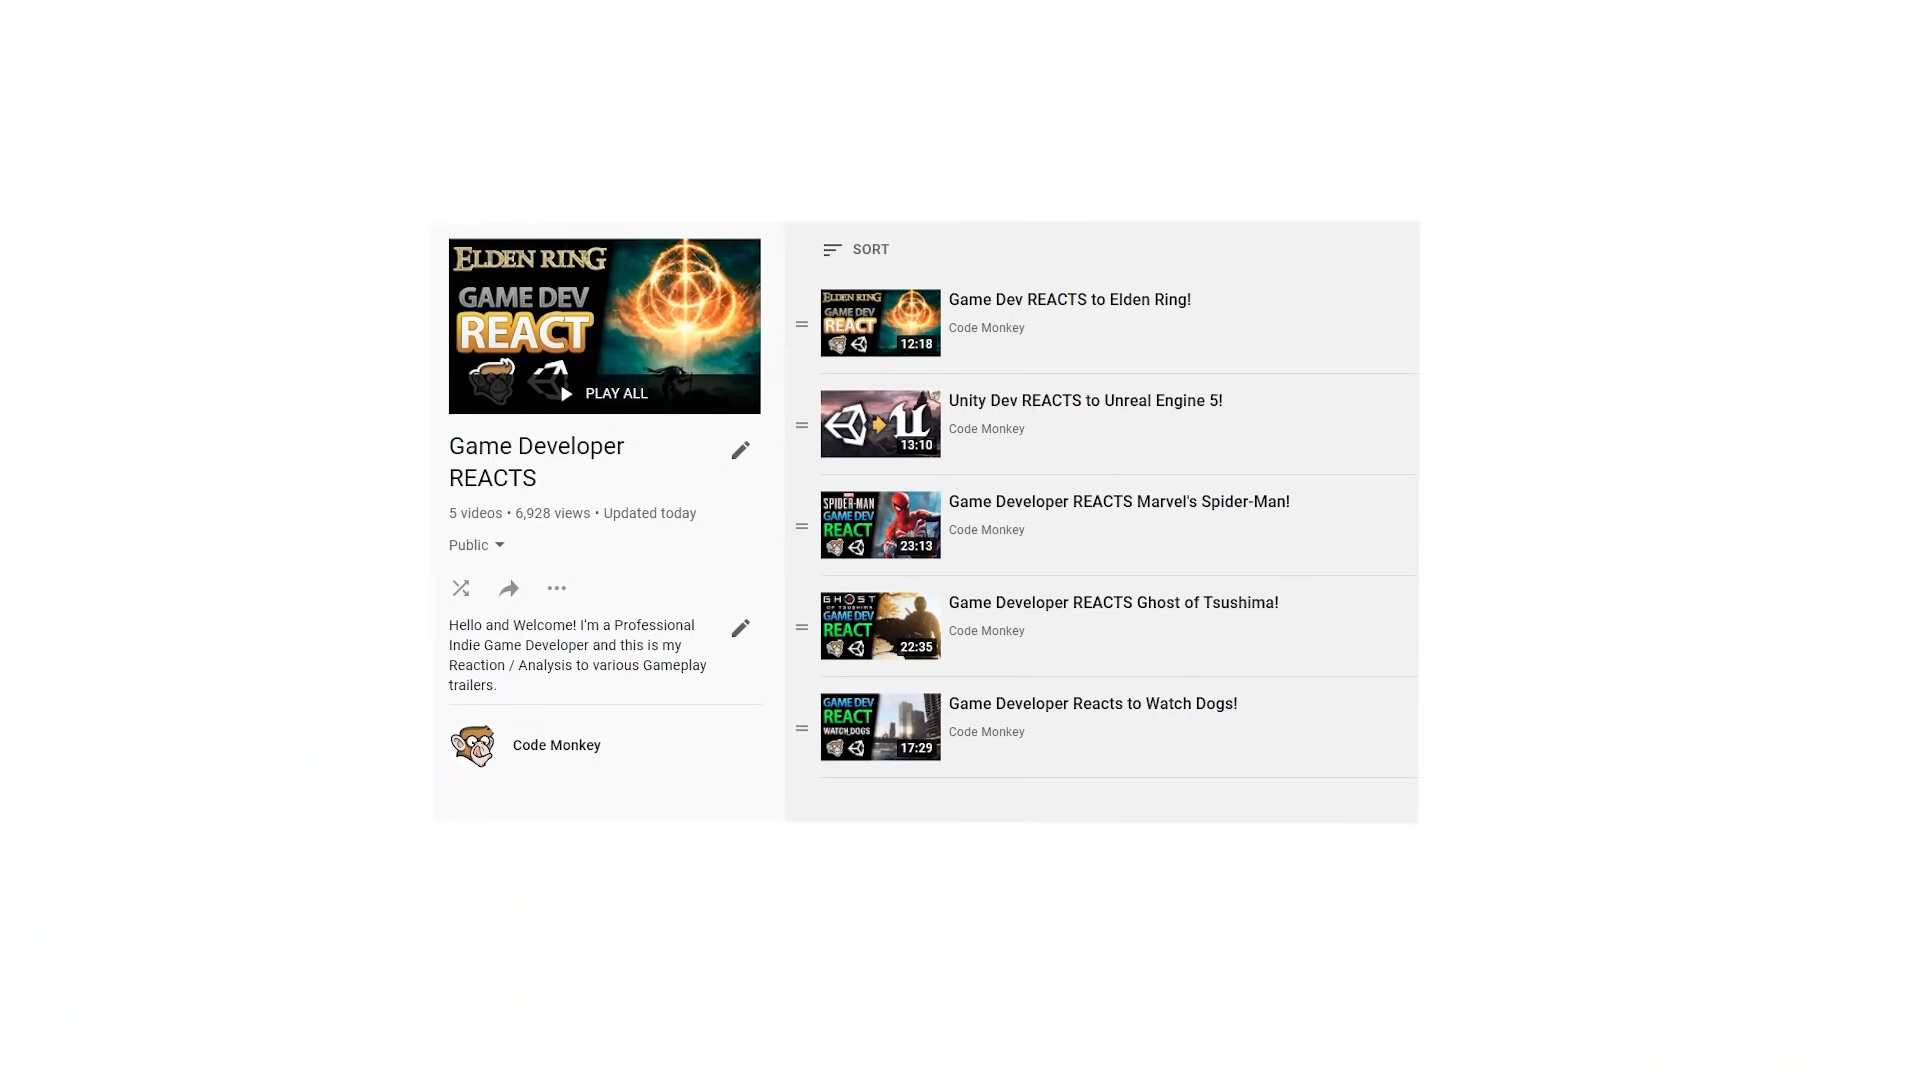 ELDEN RING
GAME DEV
REACT
PLAY ALL
Game Developer
REACTS
5 videos • 6,928 views • Updated today
Public
Hello and Welcome! I'm a Professional
Indie Game Developer and this is my
Reaction / Analysis to various Gameplay
trailers.
Code Monkey
SORT
ELDEN RING
GAME DEV
REACT
12:18
Game Dev REACTS to Elden Ring!
Code Monkey
13:10
Unity Dev REACTS to Unreal Engine 5!
Code Monkey
MARVEL
SPIDER-MAN
GAME DEV
REACT
23:13
Game Developer REACTS Marvel's Spider-Man!
Code Monkey
GHOST
OF TSUSHIMA
GAME DEV
REACT
22:35
Game Developer REACTS Ghost of Tsushima!
Code Monkey
GAME DEV
REACT
WATCH_DOGS
17:29
Game Developer Reacts to Watch Dogs!
Code Monkey